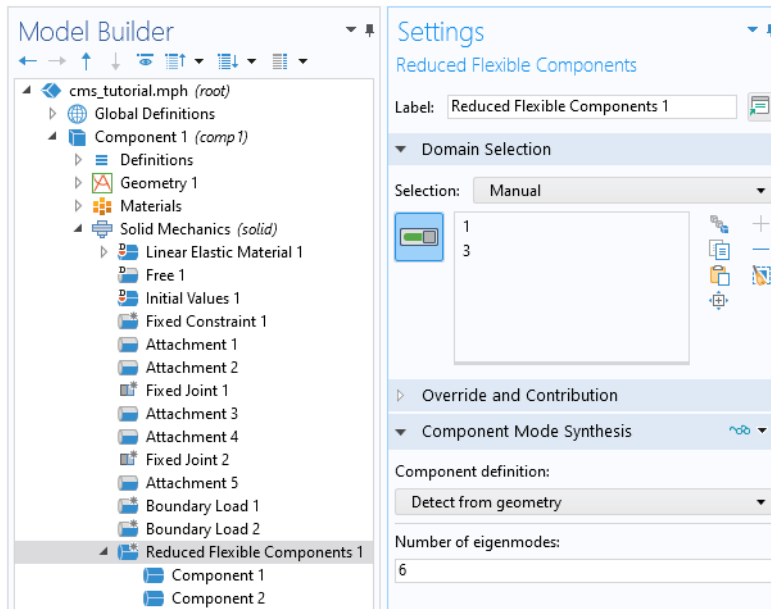 Model Builder
cms_tutorial.mph (root)
Global Definitions
Component 1 (comp1)
Definitions
Geometry 1
Materials
Solid Mechanics (solid)
Linear Elastic Material 1
Free 1
Initial Values 1
Fixed Constraint 1
Attachment 1
Attachment 2
Fixed Joint 1
Attachment 3
Attachment 4
Fixed Joint 2
Attachment 5
Boundary Load 1
Boundary Load 2
Reduced Flexible Components 1
Component 1
Component 2
Settings
Reduced Flexible Components
Label: Reduced Flexible Components 1
Domain Selection
Selection: Manual
1
3
Override and Contribution
Component Mode Synthesis
Component definition:
Detect from geometry
Number of eigenmodes:
6